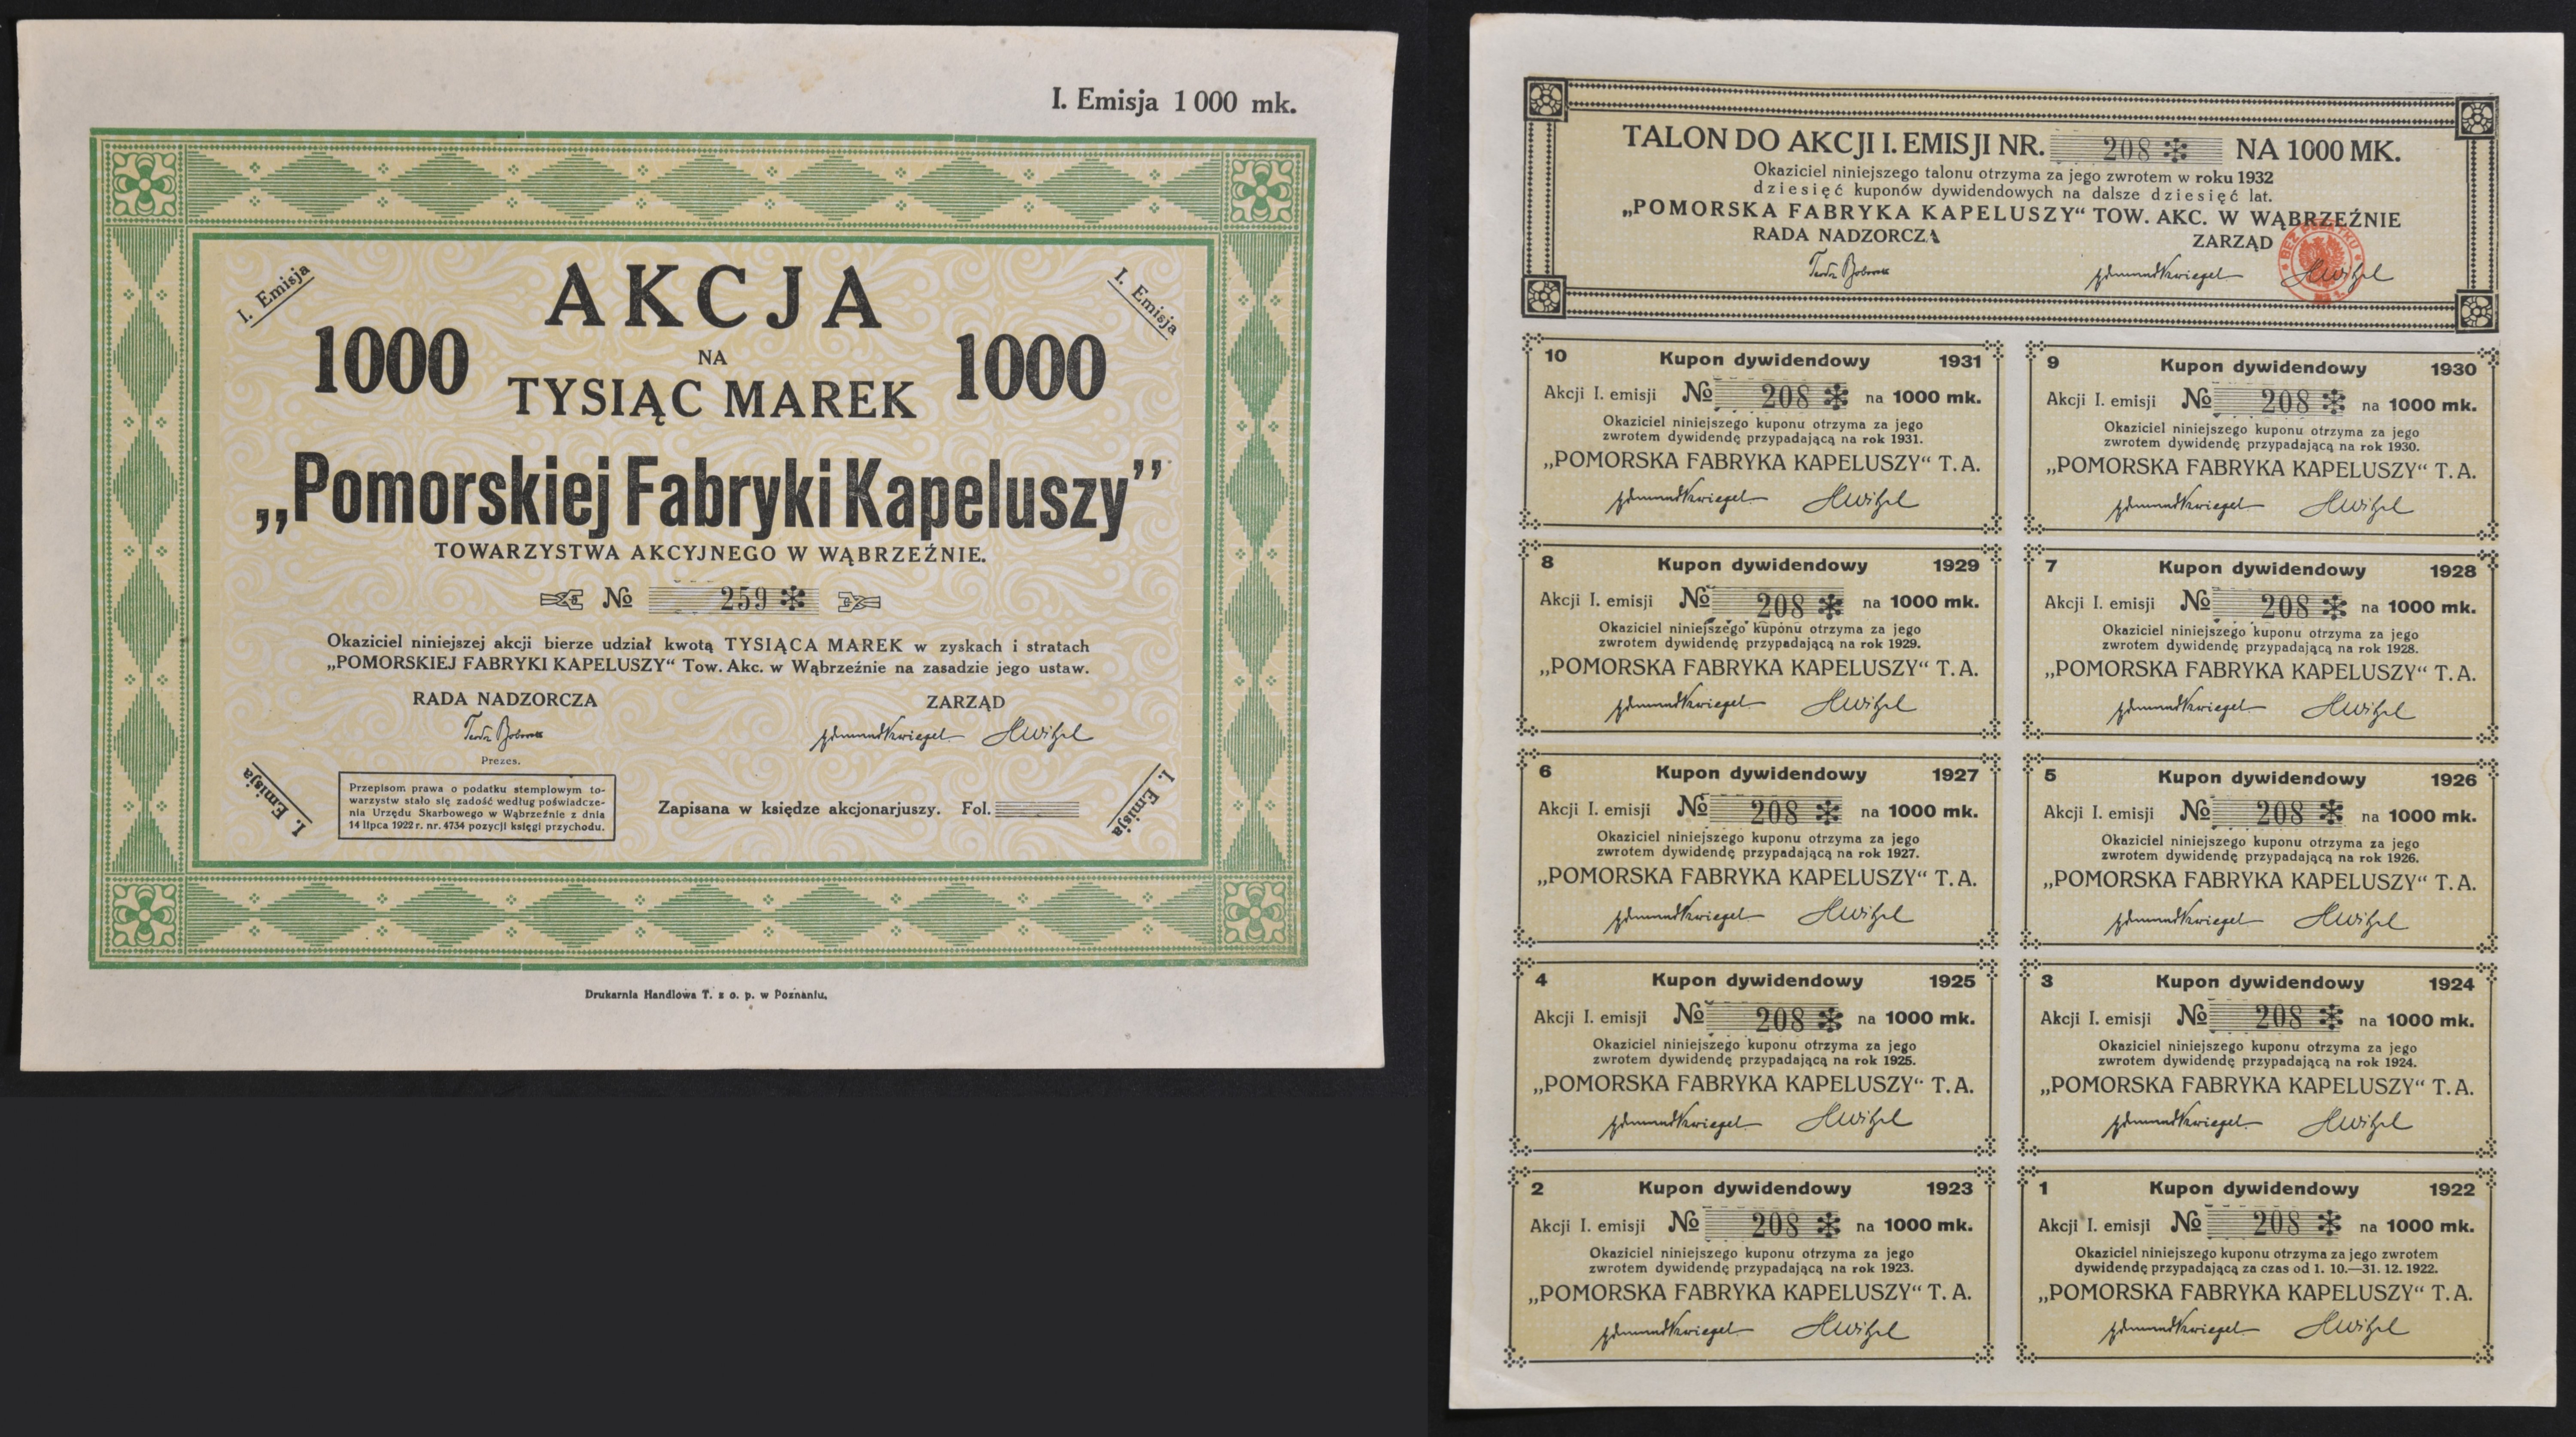 I. Emisja 1000 mk.
I. Emisja
I. Emisja
AKCJA
1000 NA 1000
TYSIĄC MAREK
„Pomorskiej Fabryki Kapeluszy”
TOWARZYSTWA AKCYJNEGO W WĄBRZEŹNIE.
No 259 *
Okaziciel niniejszej akcji bierze udział kwotą TYSIĄCA MAREK w zyskach i stratach
„POMORSKIEJ FABRYKI KAPELUSZY“ Tow. Akc. w Wąbrzeźnie na zasadzie jego ustaw.
RADA NADZORCZA ZARZĄD
Prezes.
I. Emisja
I. Emisja
Przepisom prawa o podatku stemplowym to-
warzystw stało się zadość według poświadcze-
nia Urzędu Skarbowego w Wąbrzeźnie z dnia
14 lipca 1922 r. nr. 4734 pozycji księgi przychodu.
Zapisana w księdze akcjonarjuszy. Fol.
Drukarnia Handlowa T. z o. p. w Poznaniu.
TALON DO AKCJI I. EMISJI NR. 208 * NA 1000 MK.
Okaziciel niniejszego talonu otrzyma za jego zwrotem w roku 1932
dziesięć kuponów dywidendowych na dalsze dziesięć lat.
„POMORSKA FABRYKA KAPELUSZY“ TOW. AKC. W WĄBRZEŹNIE
RADA NADZORCZA ZARZĄD
10 Kupon dywidendowy 1931
Akcji I. emisji No 208 * na 1000 mk.
Okaziciel niniejszego kuponu otrzyma za jego
zwrotem dywidendę przypadającą na rok 1931.
„POMORSKA FABRYKA KAPELUSZY“ T. A.
9 Kupon dywidendowy 1930
Akcji I. emisji No 208 * na 1000 mk.
Okaziciel niniejszego kuponu otrzyma za jego
zwrotem dywidendę przypadającą na rok 1930.
„POMORSKA FABRYKA KAPELUSZY“ T. A.
8 Kupon dywidendowy 1929
Akcji I. emisji No 208 * na 1000 mk.
Okaziciel niniejszego kuponu otrzyma za jego
zwrotem dywidendę przypadającą na rok 1929.
„POMORSKA FABRYKA KAPELUSZY“ T. A.
7 Kupon dywidendowy 1928
Akcji I. emisji No 208 * na 1000 mk.
Okaziciel niniejszego kuponu otrzyma za jego
zwrotem dywidendę przypadającą na rok 1928.
„POMORSKA FABRYKA KAPELUSZY“ T. A.
6 Kupon dywidendowy 1927
Akcji I. emisji No 208 * na 1000 mk.
Okaziciel niniejszego kuponu otrzyma za jego
zwrotem dywidendę przypadającą na rok 1927.
„POMORSKA FABRYKA KAPELUSZY“ T. A.
5 Kupon dywidendowy 1926
Akcji I. emisji No 208 * na 1000 mk.
Okaziciel niniejszego kuponu otrzyma za jego
zwrotem dywidendę przypadającą na rok 1926.
„POMORSKA FABRYKA KAPELUSZY“ T. A.
4 Kupon dywidendowy 1925
Akcji I. emisji No 208 * na 1000 mk.
Okaziciel niniejszego kuponu otrzyma za jego
zwrotem dywidendę przypadającą na rok 1925.
„POMORSKA FABRYKA KAPELUSZY“ T. A.
3 Kupon dywidendowy 1924
Akcji I. emisji No 208 * na 1000 mk.
Okaziciel niniejszego kuponu otrzyma za jego
zwrotem dywidendę przypadającą na rok 1924.
„POMORSKA FABRYKA KAPELUSZY“ T. A.
2 Kupon dywidendowy 1923
Akcji I. emisji No 208 * na 1000 mk.
Okaziciel niniejszego kuponu otrzyma za jego
zwrotem dywidendę przypadającą na rok 1923.
„POMORSKA FABRYKA KAPELUSZY“ T. A.
1 Kupon dywidendowy 1922
Akcji I. emisji No 208 * na 1000 mk.
Okaziciel niniejszego kuponu otrzyma za jego zwrotem
dywidendę przypadającą za czas od 1. 10.—31. 12. 1922.
„POMORSKA FABRYKA KAPELUSZY“ T. A.